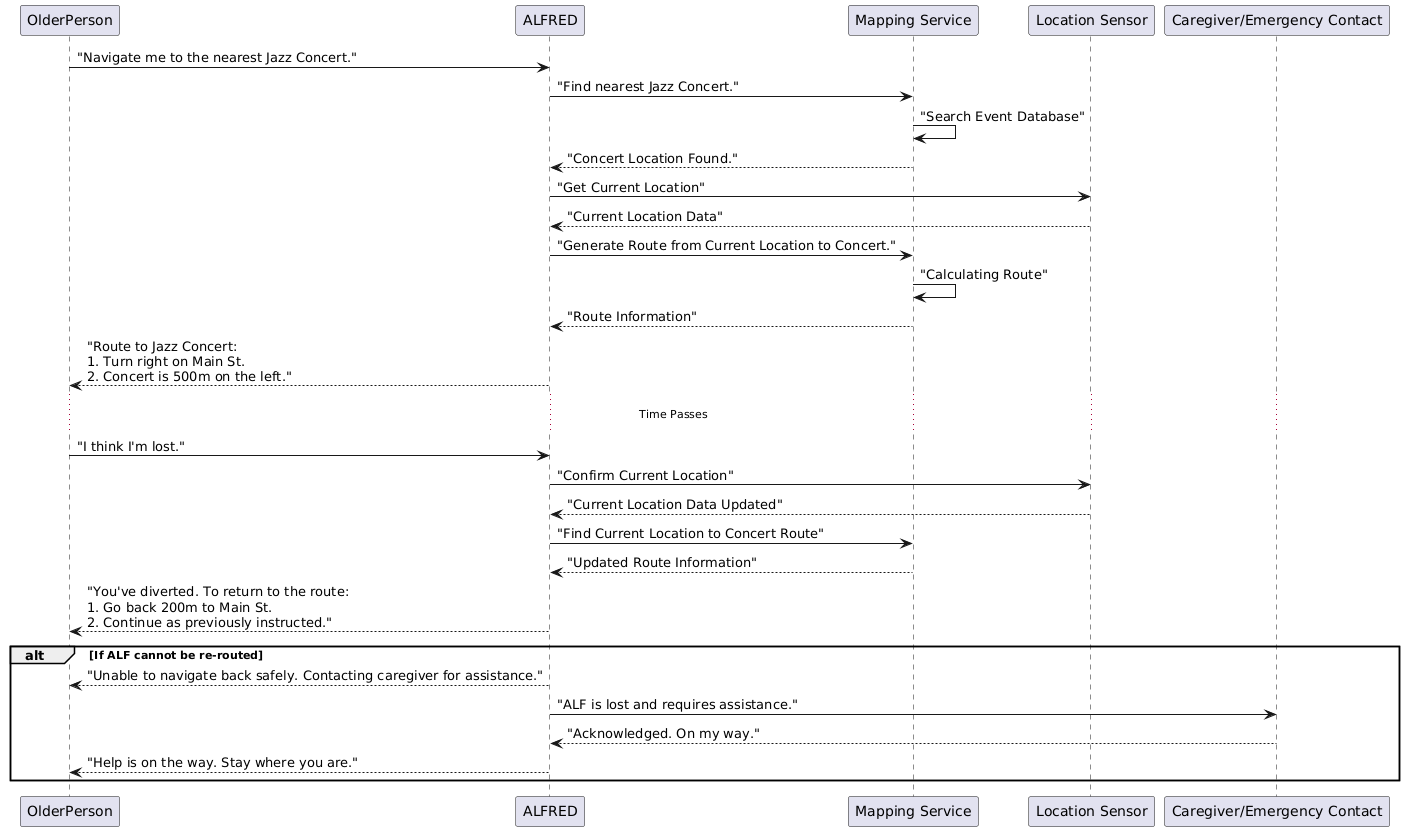 OlderPerson
ALFRED
Mapping Service
Location Sensor
Caregiver/Emergency Contact
"Navigate me to the nearest Jazz Concert."
"Find nearest Jazz Concert."
"Search Event Database"
"Concert Location Found."
"Get Current Location"
"Current Location Data"
"Generate Route from Current Location to Concert."
"Calculating Route"
"Route Information"
"Route to Jazz Concert:
1. Turn right on Main St.
2. Concert is 500m on the left."
Time Passes
"I think I'm lost."
"Confirm Current Location"
"Current Location Data Updated"
"Find Current Location to Concert Route"
"Updated Route Information"
"You've diverted. To return to the route:
1. Go back 200m to Main St.
2. Continue as previously instructed."
alt
[If ALF cannot be re-routed]
"Unable to navigate back safely. Contacting caregiver for assistance."
"ALF is lost and requires assistance."
"Acknowledged. On my way."
"Help is on the way. Stay where you are."
OlderPerson
ALFRED
Mapping Service
Location Sensor
Caregiver/Emergency Contact